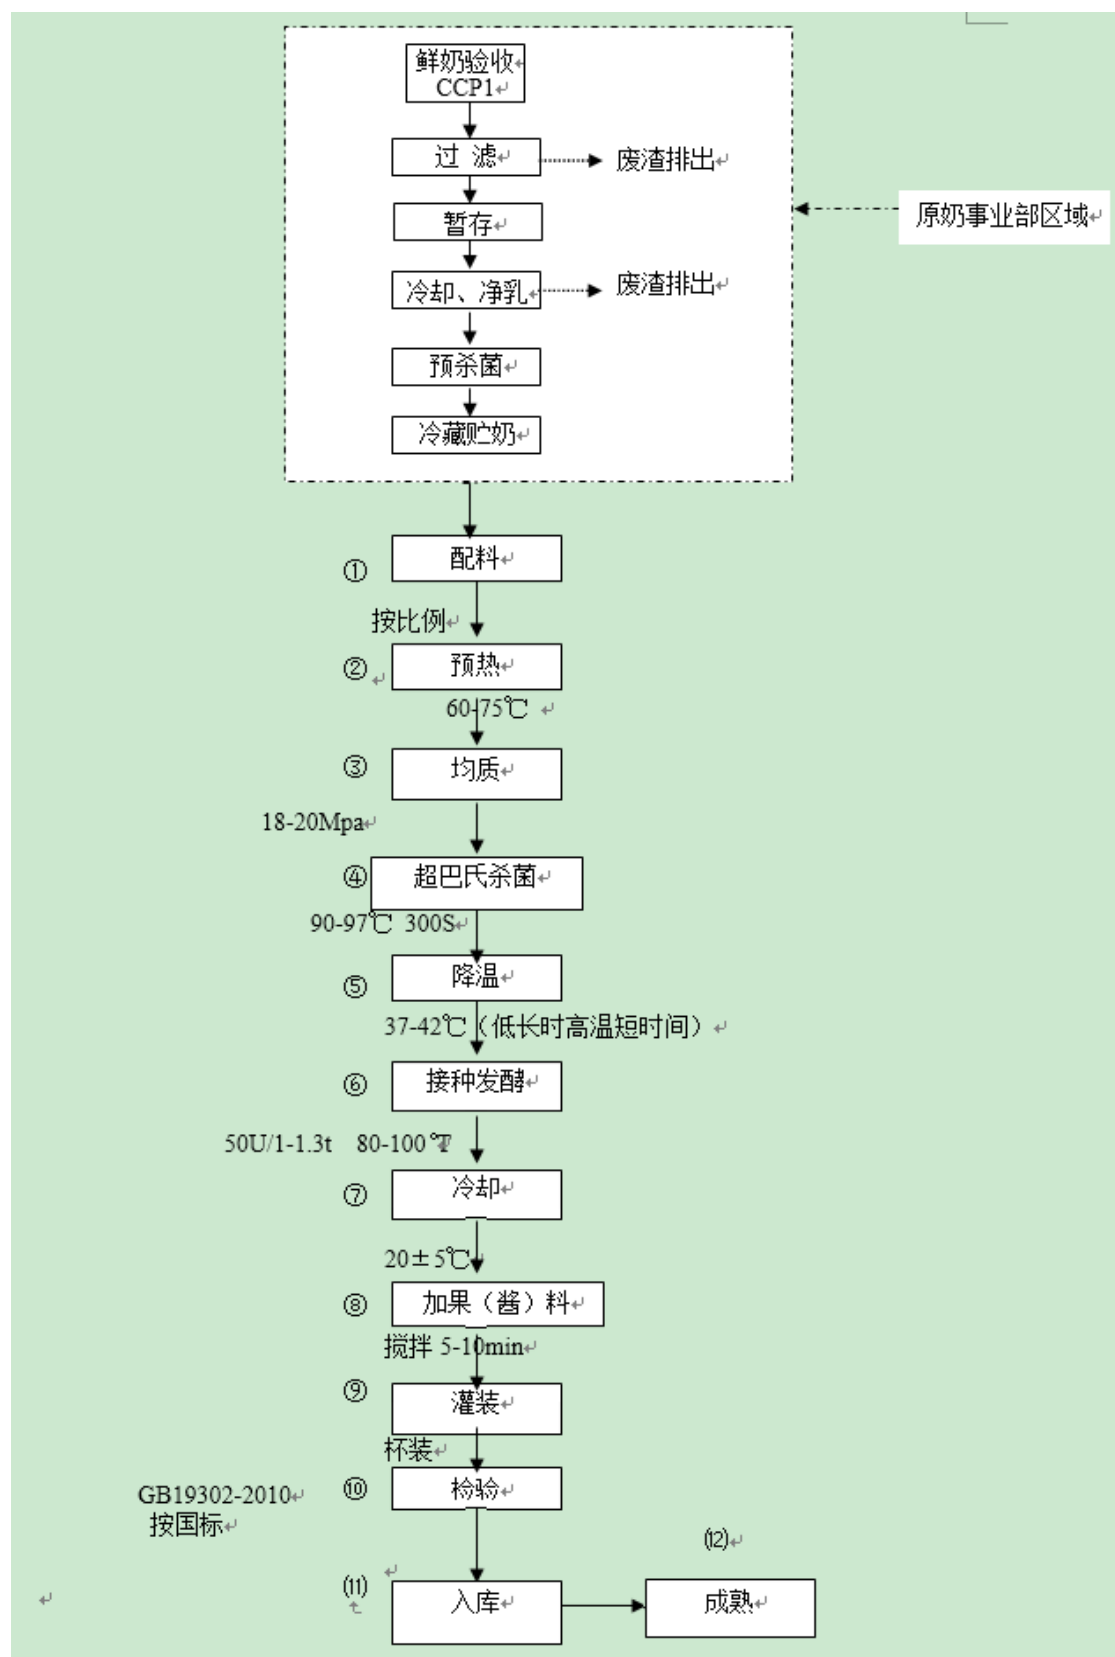 鲜奶验收
CCP1
过 滤
废渣排出
暂存
原奶事业部区域
冷却、净乳
废渣排出
预杀菌
冷藏贮奶
① 配料
按比例
② 预热
60-75℃
③ 均质
18-20Mpa
④ 超巴氏杀菌
90-97℃ 300S
⑤ 降温
37-42℃(低长时高温短时间)
⑥ 接种发酵
50U/1-1.3t 80-100℉
⑦ 冷却
20±5℃
⑧ 加果(酱)料
搅拌 5-10min
⑨ 灌装
杯装
⑩ 检验
GB19302-2010
按国标
⑿
⑾ 入库
成熟